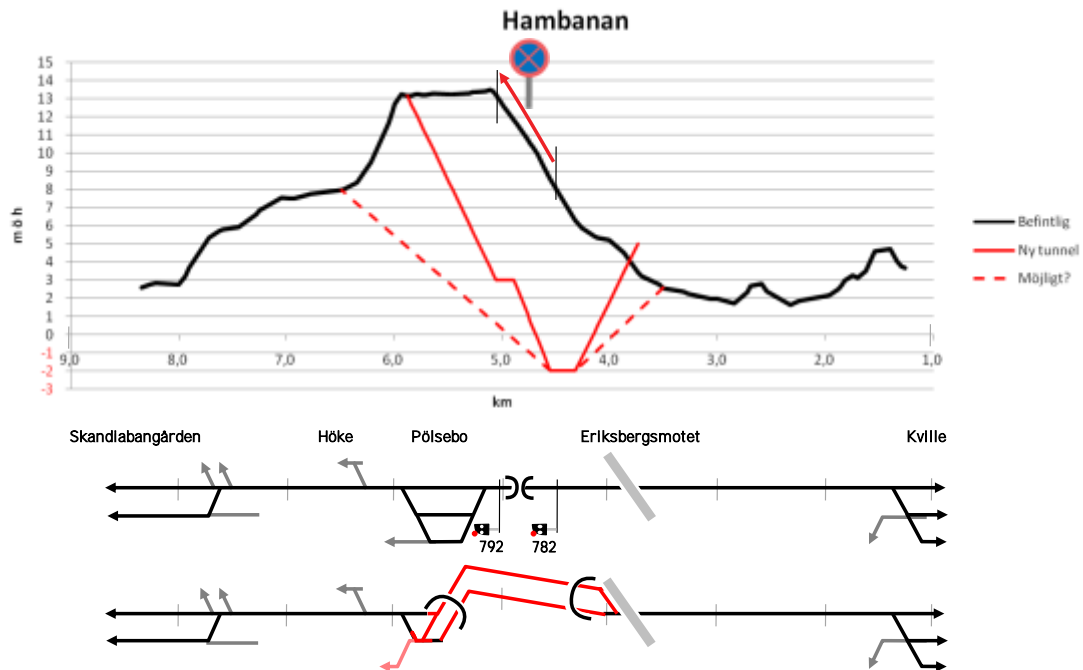 Hambanan
15
14
13
12
11
10
9
8
7
6
5
4
3
2
1
0
-1
-2
-3
m ö h
9,0 8,0 7,0 6,0 5,0 4,0 3,0 2,0 1,0
km
Befintlig
Ny tunnel
Möjligt?
Skandiabangården Höke Pölsebo Eriksbergsmotet Kville
792 782